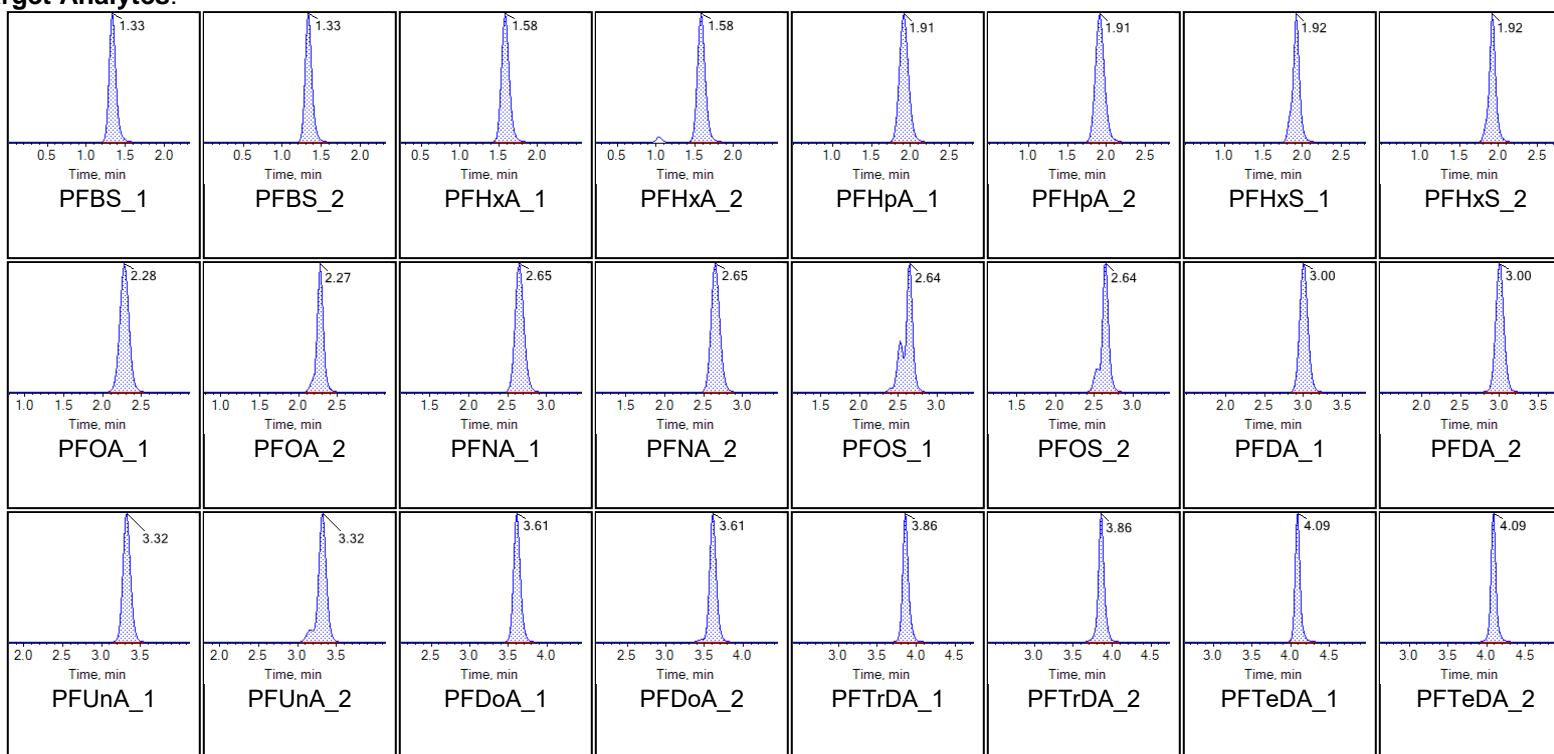 rget Analytes:
1.33 1.33 1.58 1.58 1.91 1.91 1.92 1.92
0.5 1.0 1.5 2.0 0.5 1.0 1.5 2.0 0.5 1.0 1.5 2.0 0.5 1.0 1.5 2.0 1.0 1.5 2.0 2.5 1.0 1.5 2.0 2.5 1.0 1.5 2.0 2.5 1.0 1.5 2.0 2.5
Time, min Time, min Time, min Time, min Time, min Time, min Time, min Time, min
PFBS_1 PFBS_2 PFHxA_1 PFHxA_2 PFHpA_1 PFHpA_2 PFHxS_1 PFHxS_2
2.28 2.27 2.65 2.65 2.64 2.64 3.00 3.00
1.0 1.5 2.0 2.5 1.0 1.5 2.0 2.5 1.5 2.0 2.5 3.0 1.5 2.0 2.5 3.0 1.5 2.0 2.5 3.0 1.5 2.0 2.5 3.0 2.0 2.5 3.0 3.5 2.0 2.5 3.0 3.5
Time, min Time, min Time, min Time, min Time, min Time, min Time, min Time, min
PFOA_1 PFOA_2 PFNA_1 PFNA_2 PFOS_1 PFOS_2 PFDA_1 PFDA_2
3.32 3.32 3.61 3.61 3.86 3.86 4.09 4.09
2.0 2.5 3.0 3.5 2.0 2.5 3.0 3.5 2.5 3.0 3.5 4.0 2.5 3.0 3.5 4.0 3.0 3.5 4.0 4.5 3.0 3.5 4.0 4.5 3.0 3.5 4.0 4.5 3.0 3.5 4.0 4.5
Time, min Time, min Time, min Time, min Time, min Time, min Time, min Time, min
PFUnA_1 PFUnA_2 PFDoA_1 PFDoA_2 PFTrDA_1 PFTrDA_2 PFTeDA_1 PFTeDA_2